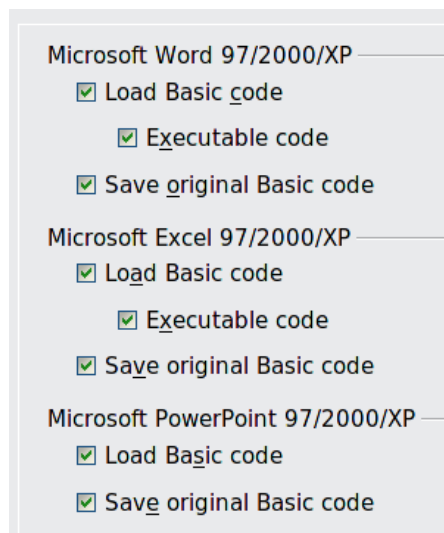 Microsoft Word 97/2000/XP
Load Basic code
Executable code
Save original Basic code
Microsoft Excel 97/2000/XP
Load Basic code
Executable code
Save original Basic code
Microsoft PowerPoint 97/2000/XP
Load Basic code
Save original Basic code